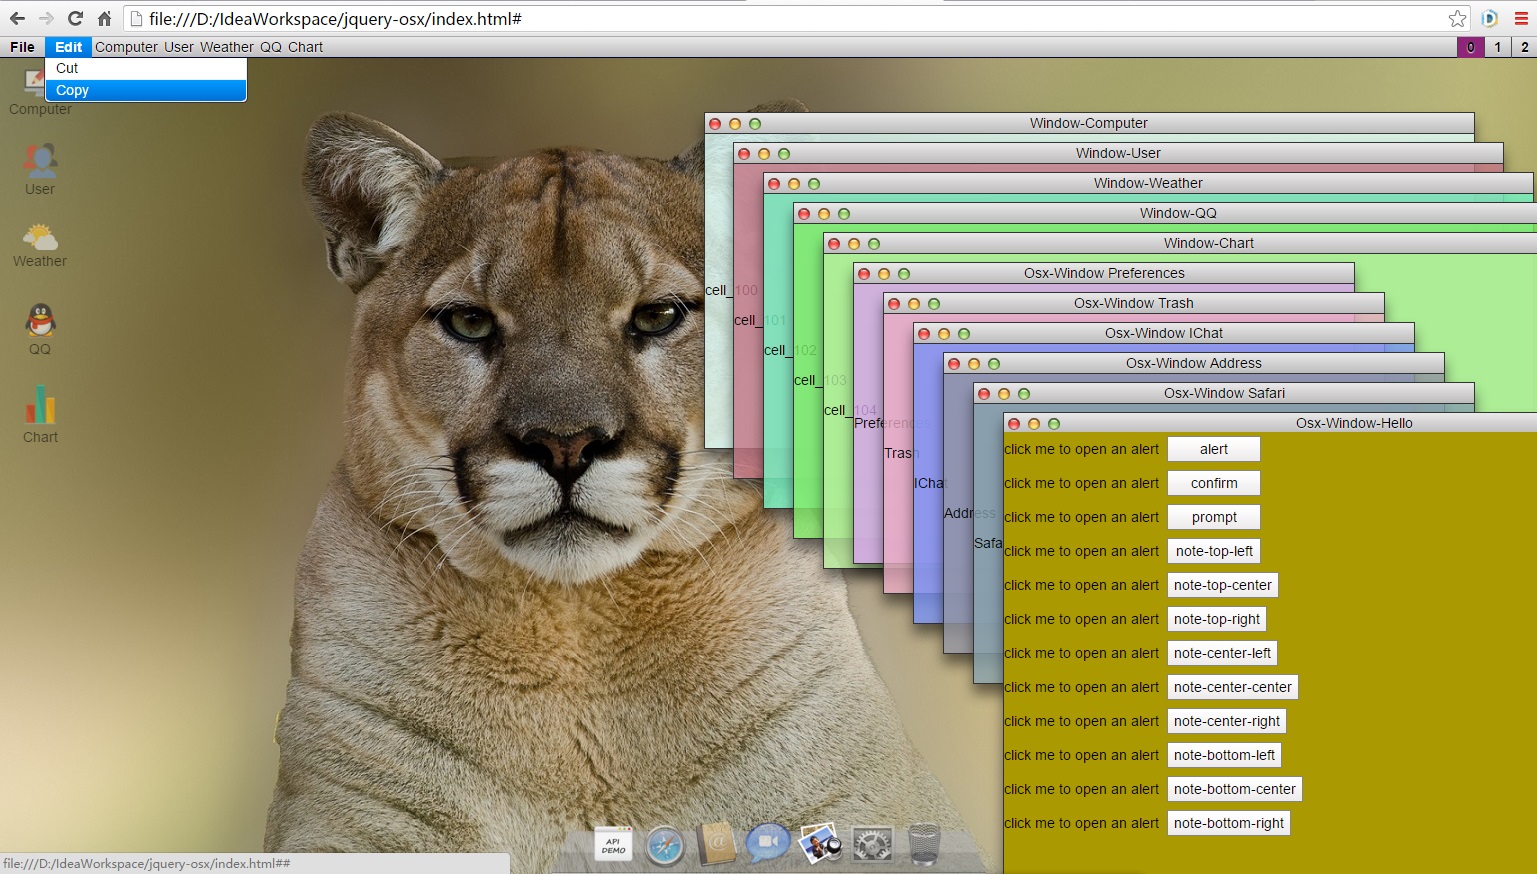 file:///D:/IdeaWorkspace/jquery-osx/index.html#
File Edit Computer User Weather QQ Chart 0 1 2
Cut
Copy
Computer
User
Weather
QQ
Chart
Window-Computer
Window-User
Window-Weather
Window-QQ
Window-Chart
Osx-Window Preferences
Osx-Window Trash
Osx-Window IChat
Osx-Window Address
Osx-Window Safari
Osx-Window-Hello
cell_100
cell_101
cell_102
cell_103
cell_104
Preferences
Trash
IChat
Address
Safa
click me to open an alert alert
click me to open an alert confirm
click me to open an alert prompt
click me to open an alert note-top-left
click me to open an alert note-top-center
click me to open an alert note-top-right
click me to open an alert note-center-left
click me to open an alert note-center-center
click me to open an alert note-center-right
click me to open an alert note-bottom-left
click me to open an alert note-bottom-center
click me to open an alert note-bottom-right
API
DEMO
file:///D:/IdeaWorkspace/jquery-osx/index.html##